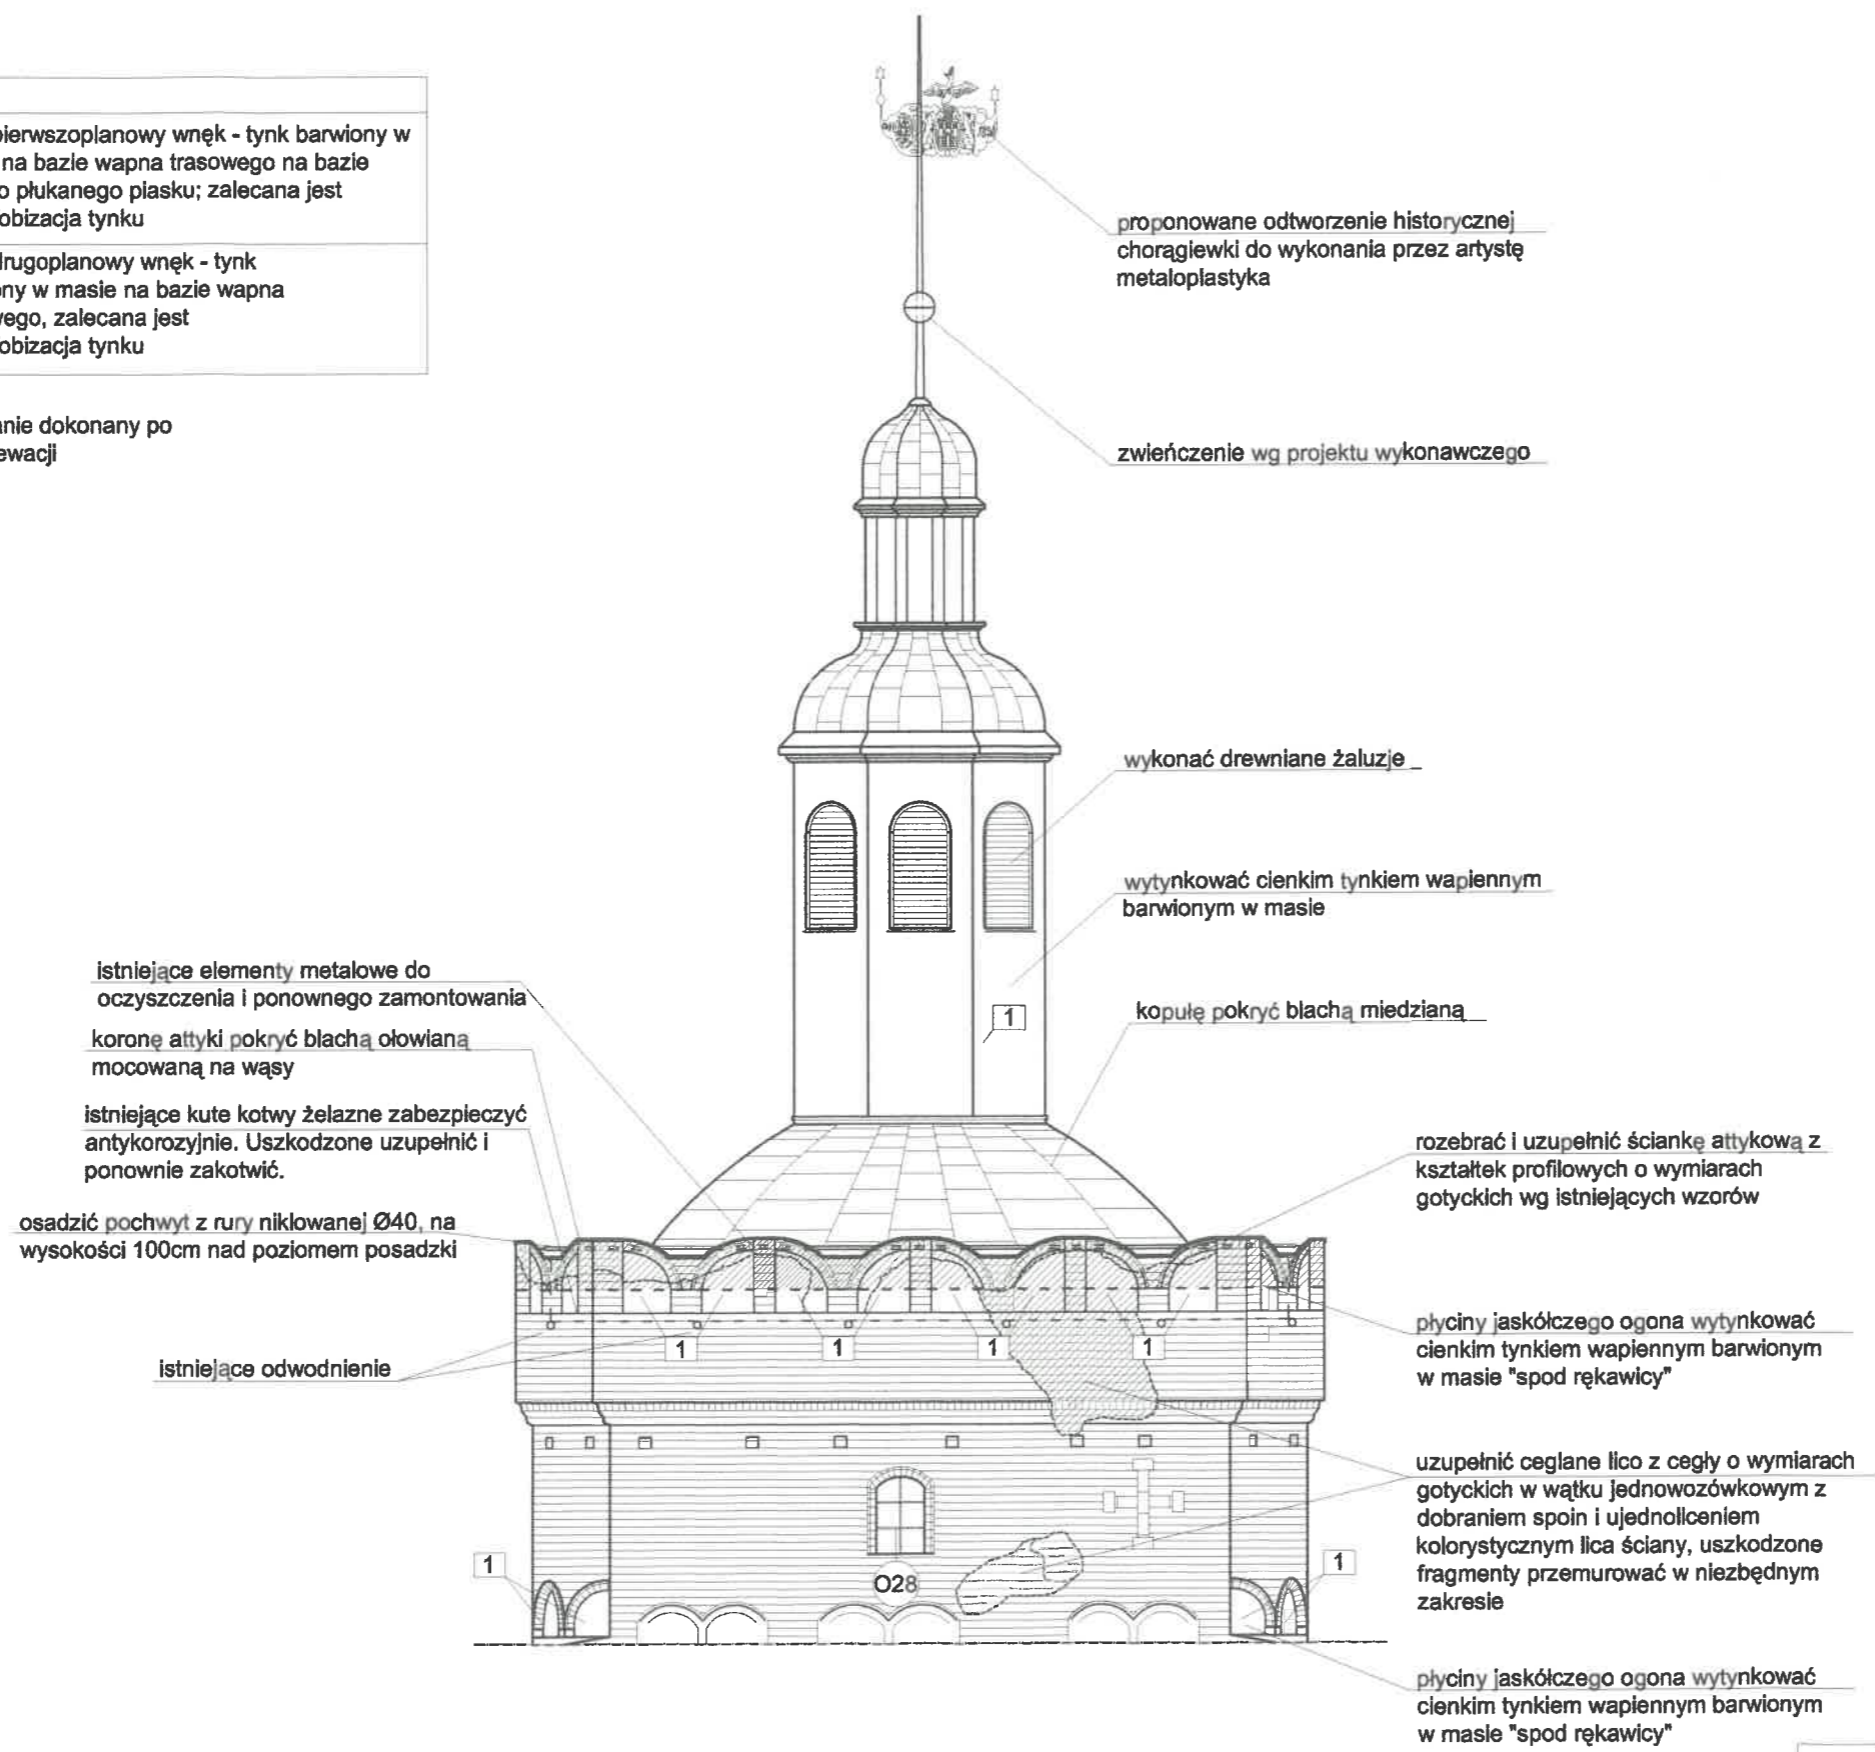 pierwszoplanowy wnęk - tynk barwiony w
na bazie wapna trasowego na bazie
o płukanego piasku; zalecana jest
obizacja tynku
drugoplanowy wnęk - tynk
ony w masie na bazie wapna
wego, zalecana jest
obizacja tynku
anie dokonany po
ewacji
proponowane odtworzenie historycznej
chorągiewki do wykonania przez artystę
metaloplastyka
zwieńczenie wg projektu wykonawczego
wykonać drewniane żaluzje
wytynkować cienkim tynkiem wapiennym
barwionym w masie
1
kopułę pokryć blachą miedzianą
istniejące elementy metalowe do
oczyszczenia i ponownego zamontowania
koronę attyki pokryć blachą ołowianą
mocowaną na wąsy
istniejące kute kotwy żelazne zabezpieczyć
antykorozyjnie. Uszkodzone uzupełnić i
ponownie zakotwić.
osadzić pochwyt z rury niklowanej Ø40, na
wysokości 100cm nad poziomem posadzki
istniejące odwodnienie
rozebrać i uzupełnić ściankę attykową z
kształtek profilowych o wymiarach
gotyckich wg istniejących wzorów
1 1 1 1
płyciny jaskółczego ogona wytynkować
cienkim tynkiem wapiennym barwionym
w masie "spod rękawicy"
uzupełnić ceglane lico z cegły o wymiarach
gotyckich w wątku jednowozówkowym z
dobraniem spoin i ujednoliceniem
kolorystycznym lica ściany, uszkodzone
fragmenty przemurować w niezbędnym
zakresie
1
O28
1
płyciny jaskółczego ogona wytynkować
cienkim tynkiem wapiennym barwionym
w masie "spod rękawicy"